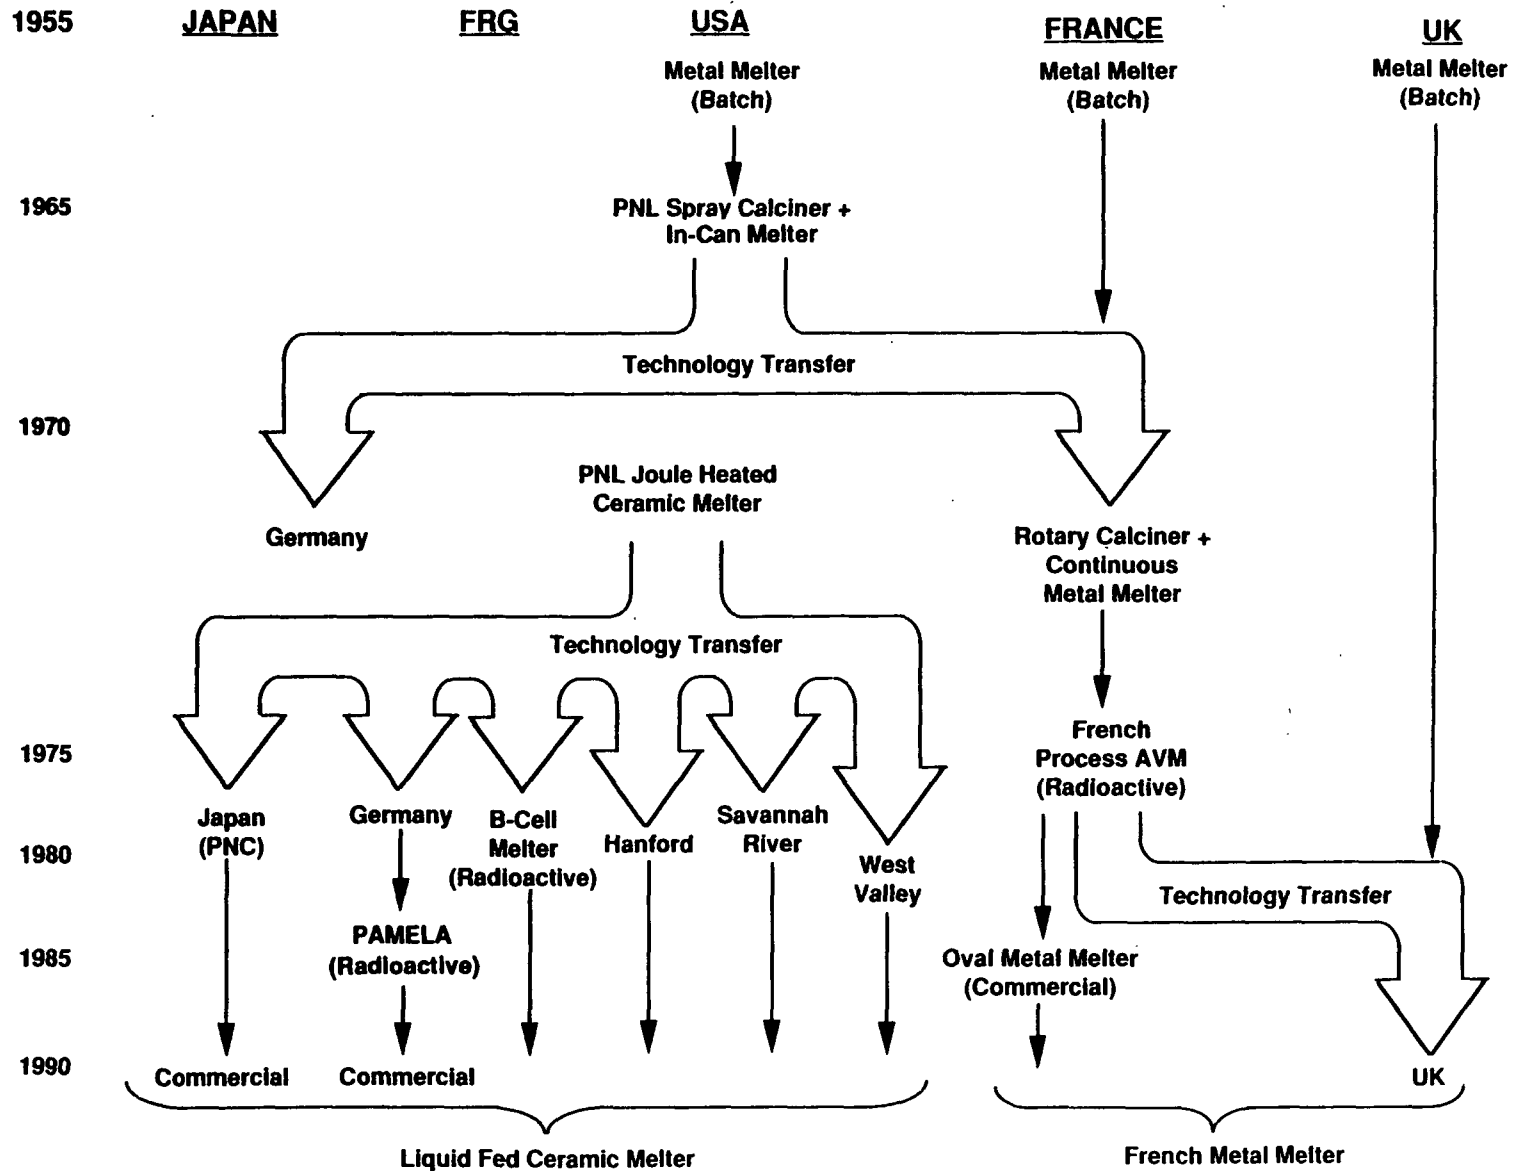 1955 JAPAN FRG USA FRANCE UK
Metal Melter
(Batch)
Metal Melter
(Batch)
Metal Melter
(Batch)
1965
PNL Spray Calciner +
In-Can Melter
Technology Transfer
1970
PNL Joule Heated
Ceramic Melter
Germany
Rotary Calciner +
Continuous
Metal Melter
Technology Transfer
French
Process AVM
(Radioactive)
1975
Japan
(PNC)
Germany
B-Cell
Melter
(Radioactive)
Hanford
Savannah
River
West
Valley
1980
Technology Transfer
PAMELA
(Radioactive)
1985
Oval Metal Melter
(Commercial)
1990
Commercial
Commercial
UK
Liquid Fed Ceramic Melter
French Metal Melter